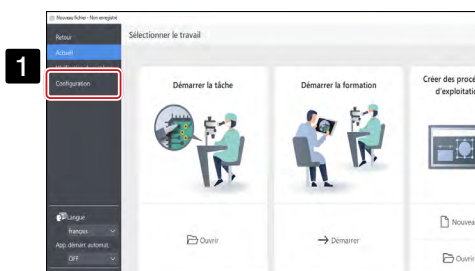 Nouveau fichier - Non enregistré
Retour
Sélectionner le travail
Accueil
1
Configuration
Démarrer la tâche
Démarrer la formation
Créer des procé
d'exploitatio
Langue
français
App. démarr. automat.
OFF
Ouvrir
Démarrer
Nouvea
Ouvrir